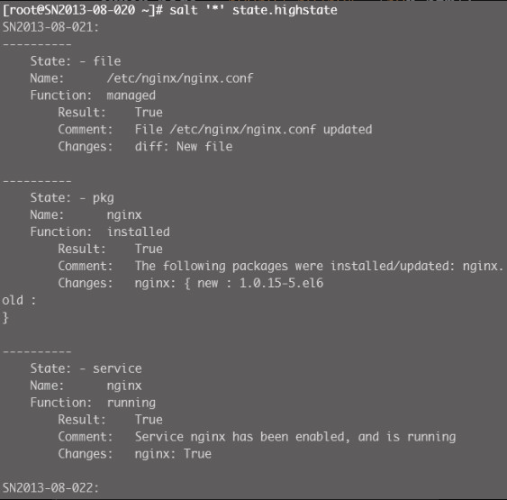 [root@SN2013-08-020 ~]# salt '*' state.highstate
SN2013-08-021:
----------
State: - file
Name: /etc/nginx/nginx.conf
Function: managed
Result: True
Comment: File /etc/nginx/nginx.conf updated
Changes: diff: New file
----------
State: - pkg
Name: nginx
Function: installed
Result: True
Comment: The following packages were installed/updated: nginx.
Changes: nginx: { new : 1.0.15-5.el6
old :
}
----------
State: - service
Name: nginx
Function: running
Result: True
Comment: Service nginx has been enabled, and is running
Changes: nginx: True
SN2013-08-022: